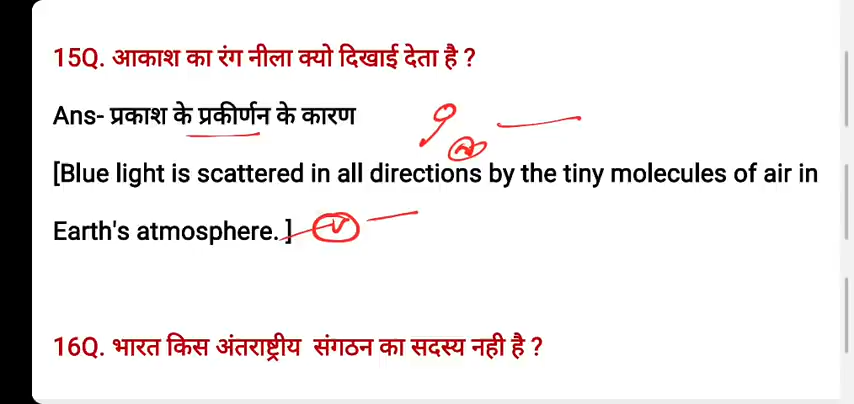 15Q. आकाश का रंग नीला क्यो दिखाई देता है ?
Ans- प्रकाश के प्रकीर्णन के कारण
[Blue light is scattered in all directions by the tiny molecules of air in
Earth's atmosphere.]
16Q. भारत किस अंतराष्ट्रीय संगठन का सदस्य नही है ?